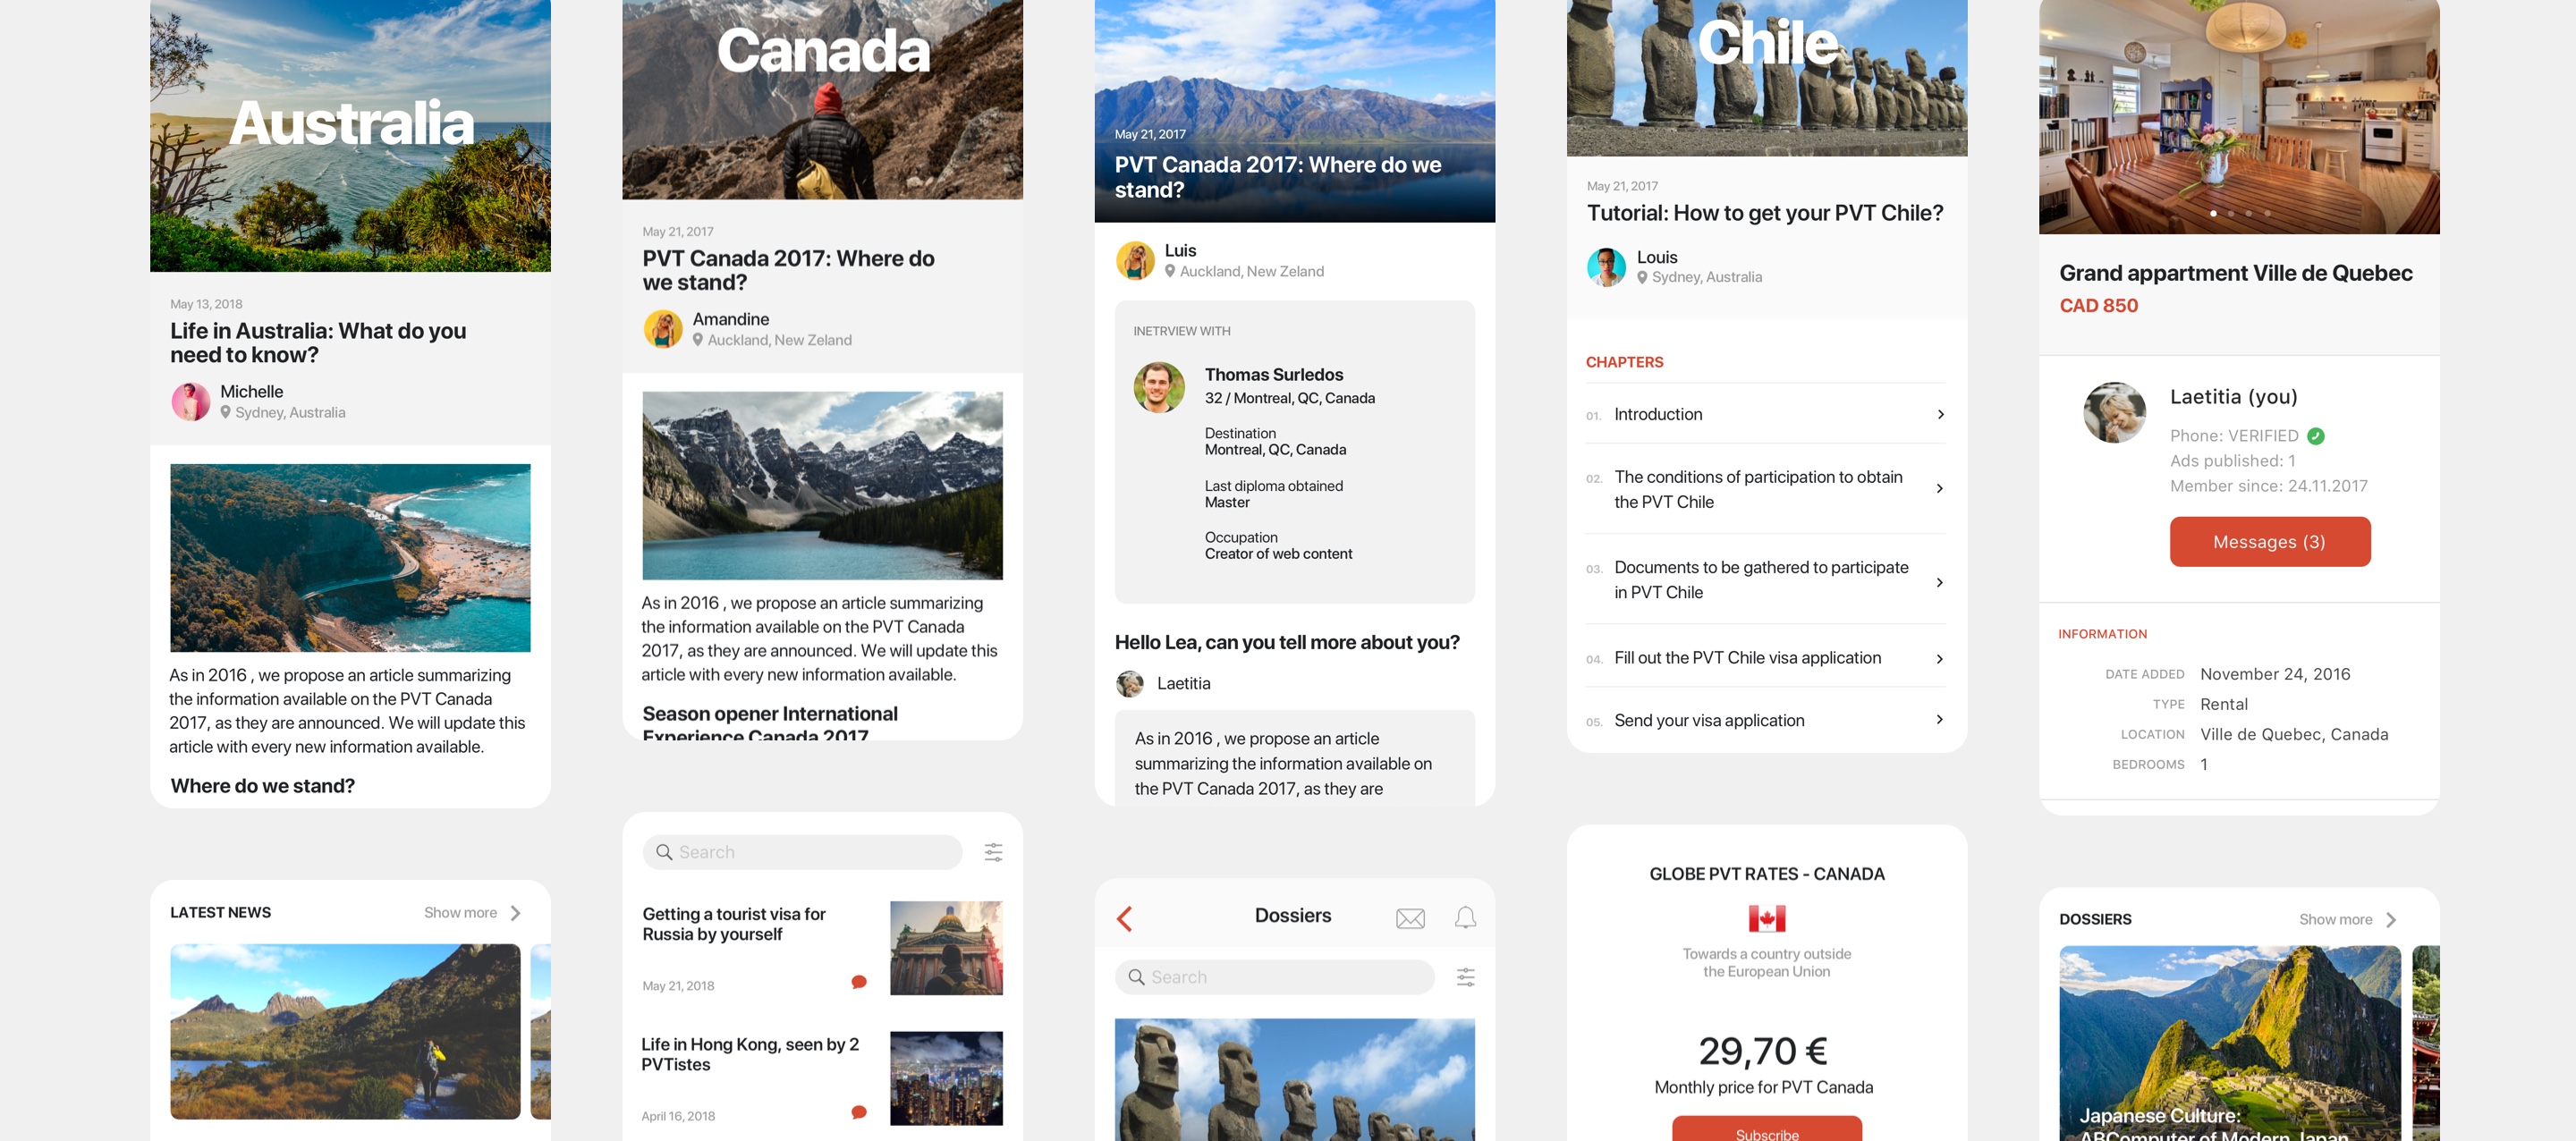 Australia
May 13, 2018
Life in Australia: What do you
need to know?
Michelle
Sydney, Australia
As in 2016 , we propose an article summarizing
the information available on the PVT Canada
2017, as they are announced. We will update this
article with every new information available.
Where do we stand?
LATEST NEWS
Show more
Canada
May 21, 2017
PVT Canada 2017: Where do
we stand?
Amandine
Auckland, New Zeland
As in 2016 , we propose an article summarizing
the information available on the PVT Canada
2017, as they are announced. We will update this
article with every new information available.
Season opener International
Experience Canada 2017
Search
Getting a tourist visa for
Russia by yourself
May 21, 2018
Life in Hong Kong, seen by 2
PVTistes
April 16, 2018
May 21, 2017
PVT Canada 2017: Where do we
stand?
Luis
Auckland, New Zeland
INETRVIEW WITH
Thomas Surledos
32 / Montreal, QC, Canada
Destination
Montreal, QC, Canada
Last diploma obtained
Master
Occupation
Creator of web content
Hello Lea, can you tell more about you?
Laetitia
As in 2016 , we propose an article
summarizing the information available on
the PVT Canada 2017, as they are
Dossiers
Search
Chile
May 21, 2017
Tutorial: How to get your PVT Chile?
Louis
Sydney, Australia
CHAPTERS
01. Introduction
02. The conditions of participation to obtain
the PVT Chile
03. Documents to be gathered to participate
in PVT Chile
04. Fill out the PVT Chile visa application
05. Send your visa application
GLOBE PVT RATES - CANADA
Towards a country outside
the European Union
29,70 €
Monthly price for PVT Canada
Subscribe
Grand appartment Ville de Quebec
CAD 850
Laetitia (you)
Phone: VERIFIED
Ads published: 1
Member since: 24.11.2017
Messages (3)
INFORMATION
DATE ADDED November 24, 2016
TYPE Rental
LOCATION Ville de Quebec, Canada
BEDROOMS 1
DOSSIERS
Show more
Japanese Culture:
ABComputer of Modern Japan